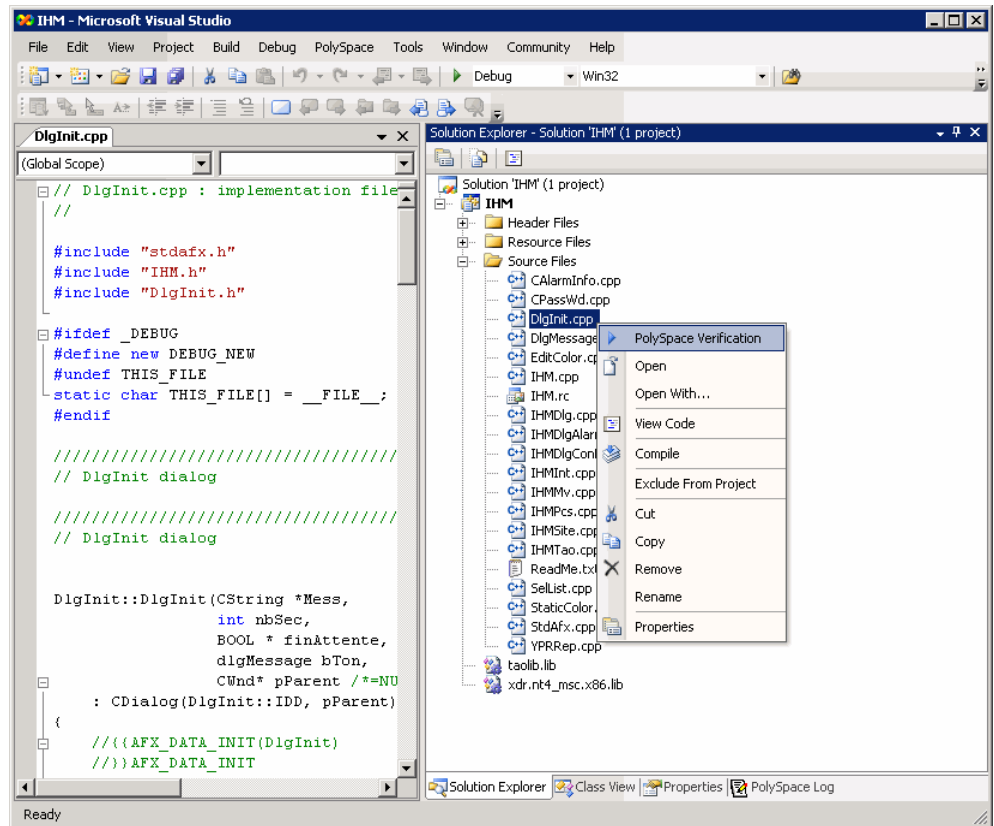 IHM - Microsoft Visual Studio
File Edit View Project Build Debug PolySpace Tools Window Community Help
Debug Win32
DlgInit.cpp
(Global Scope)
// DlgInit.cpp : implementation file
//
#include "stdafx.h"
#include "IHM.h"
#include "DlgInit.h"
#ifdef _DEBUG
#define new DEBUG_NEW
#undef THIS_FILE
static char THIS_FILE[] = __FILE__;
#endif
/////////////////////////////////////
// DlgInit dialog
/////////////////////////////////////
// DlgInit dialog
DlgInit::DlgInit(CString *Mess,
int nbSec,
BOOL * finAttente,
dlgMessage bTon,
CWnd* pParent /*=NU
: CDialog(DlgInit::IDD, pParent)
{
//{{AFX_DATA_INIT(DlgInit)
//}}AFX_DATA_INIT
Solution Explorer - Solution 'IHM' (1 project)
Solution 'IHM' (1 project)
IHM
Header Files
Resource Files
Source Files
CAlarmInfo.cpp
CPassWd.cpp
DlgInit.cpp
DlgMessage
EditColor.cp
IHM.cpp
IHM.rc
IHMDlg.cpp
IHMDlgAlar
IHMDlgCon
IHMInt.cpp
IHMMv.cpp
IHMPcs.cpp
IHMSite.cpp
IHMTao.cpp
ReadMe.tx
SelList.cpp
StaticColor.
StdAfx.cpp
YPRRep.cpp
taolib.lib
xdr.nt4_msc.x86.lib
PolySpace Verification
Open
Open With...
View Code
Compile
Exclude From Project
Cut
Copy
Remove
Rename
Properties
Solution Explorer Class View Properties PolySpace Log
Ready